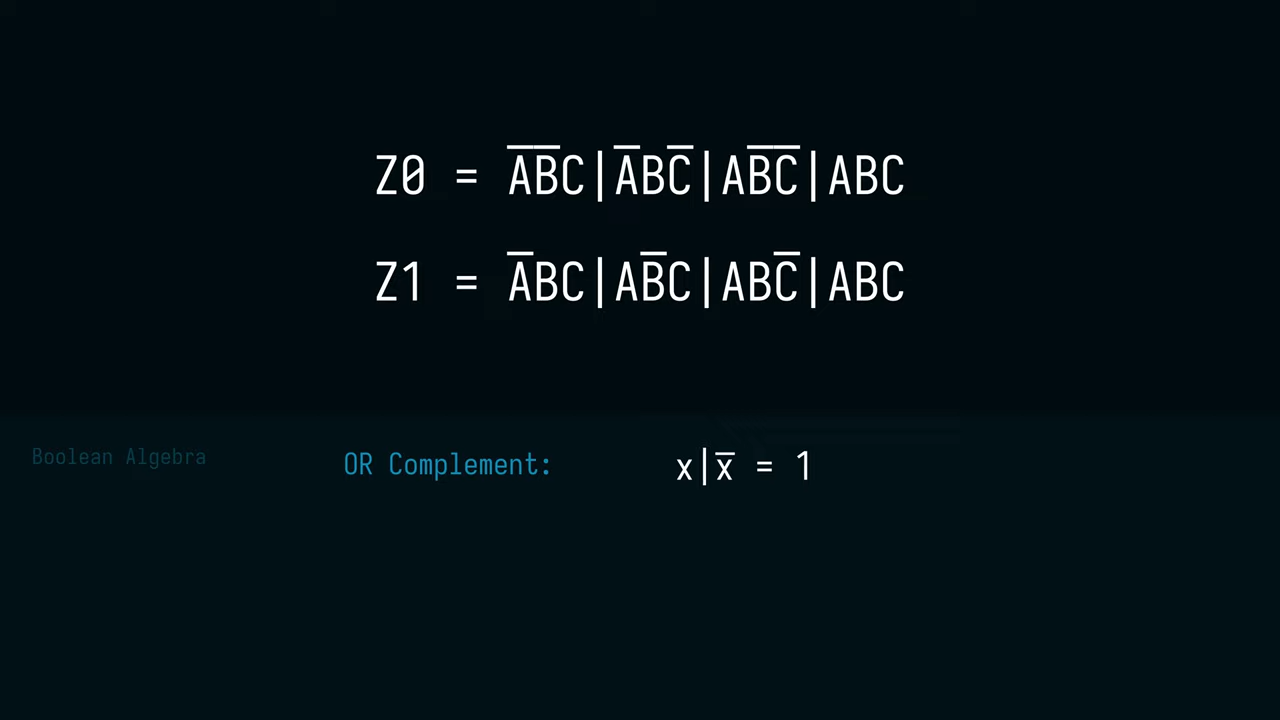 Z0 = A̅B̅C|A̅BC̅|AB̅C̅|ABC
Z1 = A̅BC|AB̅C|ABC̅|ABC
Boolean Algebra
OR Complement: x|x̅ = 1